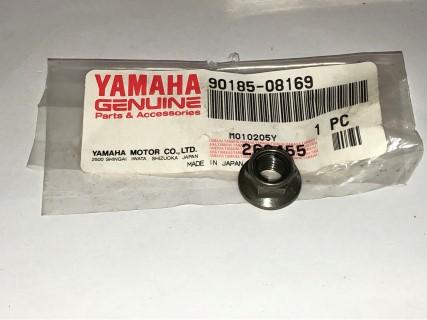 YAMAHA 90185-08169
GENUINE
Parts & Accessories
M010205Y 1 PC
YAMAHA MOTOR CO., LTD.
2500 SHINGAI IWATA SHIZUOKA JAPAN
MADE IN JAPAN